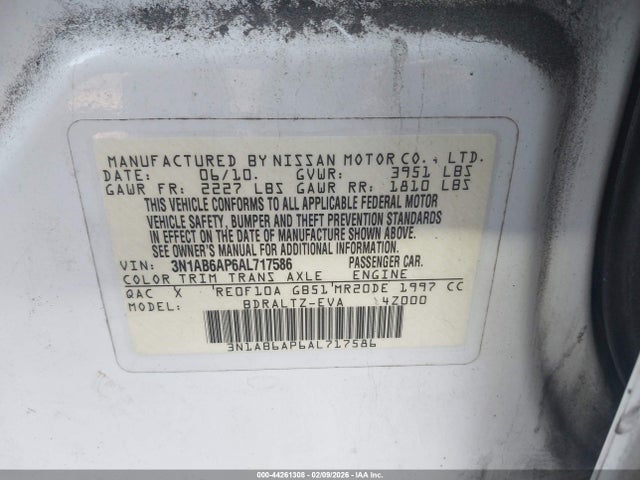 MANUFACTURED BY NISSAN MOTOR CO., LTD.
DATE: 06/10. GVWR: 3951 LBS
GAWR FR: 2227 LBS GAWR RR: 1810 LBS
THIS VEHICLE CONFORMS TO ALL APPLICABLE FEDERAL MOTOR
VEHICLE SAFETY, BUMPER AND THEFT PREVENTION STANDARDS
IN EFFECT ON THE DATE OF MANUFACTURE SHOWN ABOVE.
SEE OWNER MANUAL FOR ADDITIONAL INFORMATION.
VIN: 3N1AB6AP6AL717586 PASSENGER CAR.
COLOR TRIM TRANS AXLE ENGINE
QAC X RE0F10A GB51 MR20DE 1997 CC
MODEL: BDRALTZ-EVA 4Z000
3N1AB6AP6AL717586
000-44261308 - 02/09/2026 - IAA, Inc.